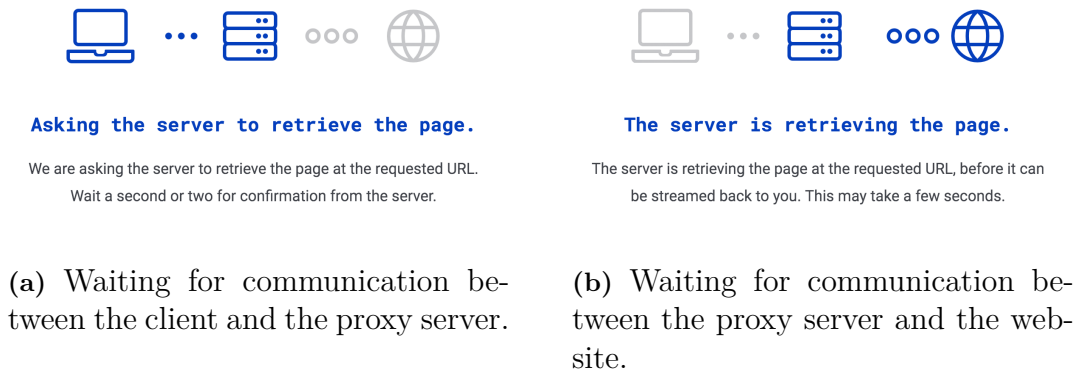 Asking the server to retrieve the page.
We are asking the server to retrieve the page at the requested URL.
Wait a second or two for confirmation from the server.
(a) Waiting for communication be-
tween the client and the proxy server.
The server is retrieving the page.
The server is retrieving the page at the requested URL, before it can
be streamed back to you. This may take a few seconds.
(b) Waiting for communication be-
tween the proxy server and the web-
site.